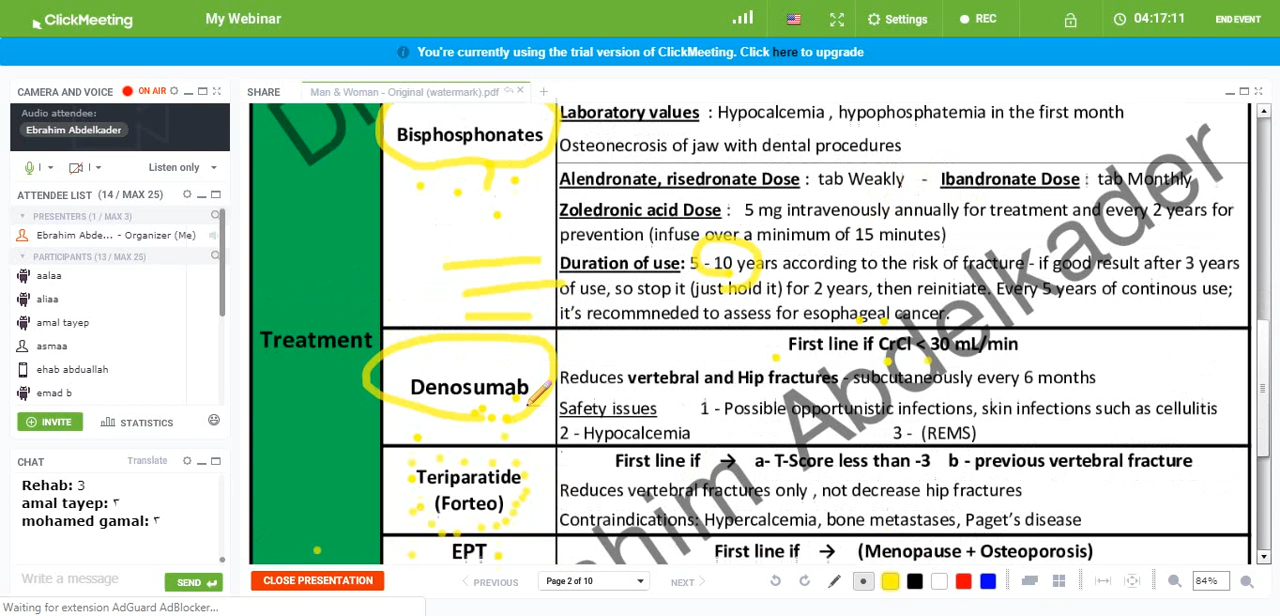 ClickMeeting
My Webinar
Settings
REC
04:17:11
END EVENT
You're currently using the trial version of ClickMeeting. Click here to upgrade
CAMERA AND VOICE
ON AIR
Audio attendee:
Ebrahim Abdelkader
Listen only
ATTENDEE LIST (14 / MAX 25)
PRESENTERS (1 / MAX 3)
Ebrahim Abde... - Organizer (Me)
PARTICIPANTS (13 / MAX 25)
aalaa
aliaa
amal tayep
asmaa
ehab abduallah
emad b
INVITE
STATISTICS
CHAT
Translate
Rehab: 3
amal tayep: ٣
mohamed gamal: ٣
Write a message
SEND
Waiting for extension AdGuard AdBlocker...
SHARE
Man & Woman - Original (watermark).pdf
Treatment
Bisphosphonates
Laboratory values : Hypocalcemia , hypophosphatemia in the first month
Osteonecrosis of jaw with dental procedures
Alendronate, risedronate Dose : tab Weekly - Ibandronate Dose : tab Monthly
Zoledronic acid Dose : 5 mg intravenously annually for treatment and every 2 years for
prevention (infuse over a minimum of 15 minutes)
Duration of use: 5 - 10 years according to the risk of fracture - if good result after 3 years
of use, so stop it (just hold it) for 2 years, then reinitiate. Every 5 years of continous use;
it's recommneded to assess for esophageal cancer.
Denosumab
First line if CrCl < 30 mL/min
Reduces vertebral and Hip fractures - subcutaneously every 6 months
Safety issues 1 - Possible opportunistic infections, skin infections such as cellulitis
2 - Hypocalcemia 3 - (REMS)
Teriparatide
(Forteo)
First line if → a- T-Score less than -3 b - previous vertebral fracture
Reduces vertebral fractures only , not decrease hip fractures
Contraindications: Hypercalcemia, bone metastases, Paget's disease
EPT
First line if → (Menopause + Osteoporosis)
him Abdelkader
CLOSE PRESENTATION
PREVIOUS
Page 2 of 10
NEXT
84%